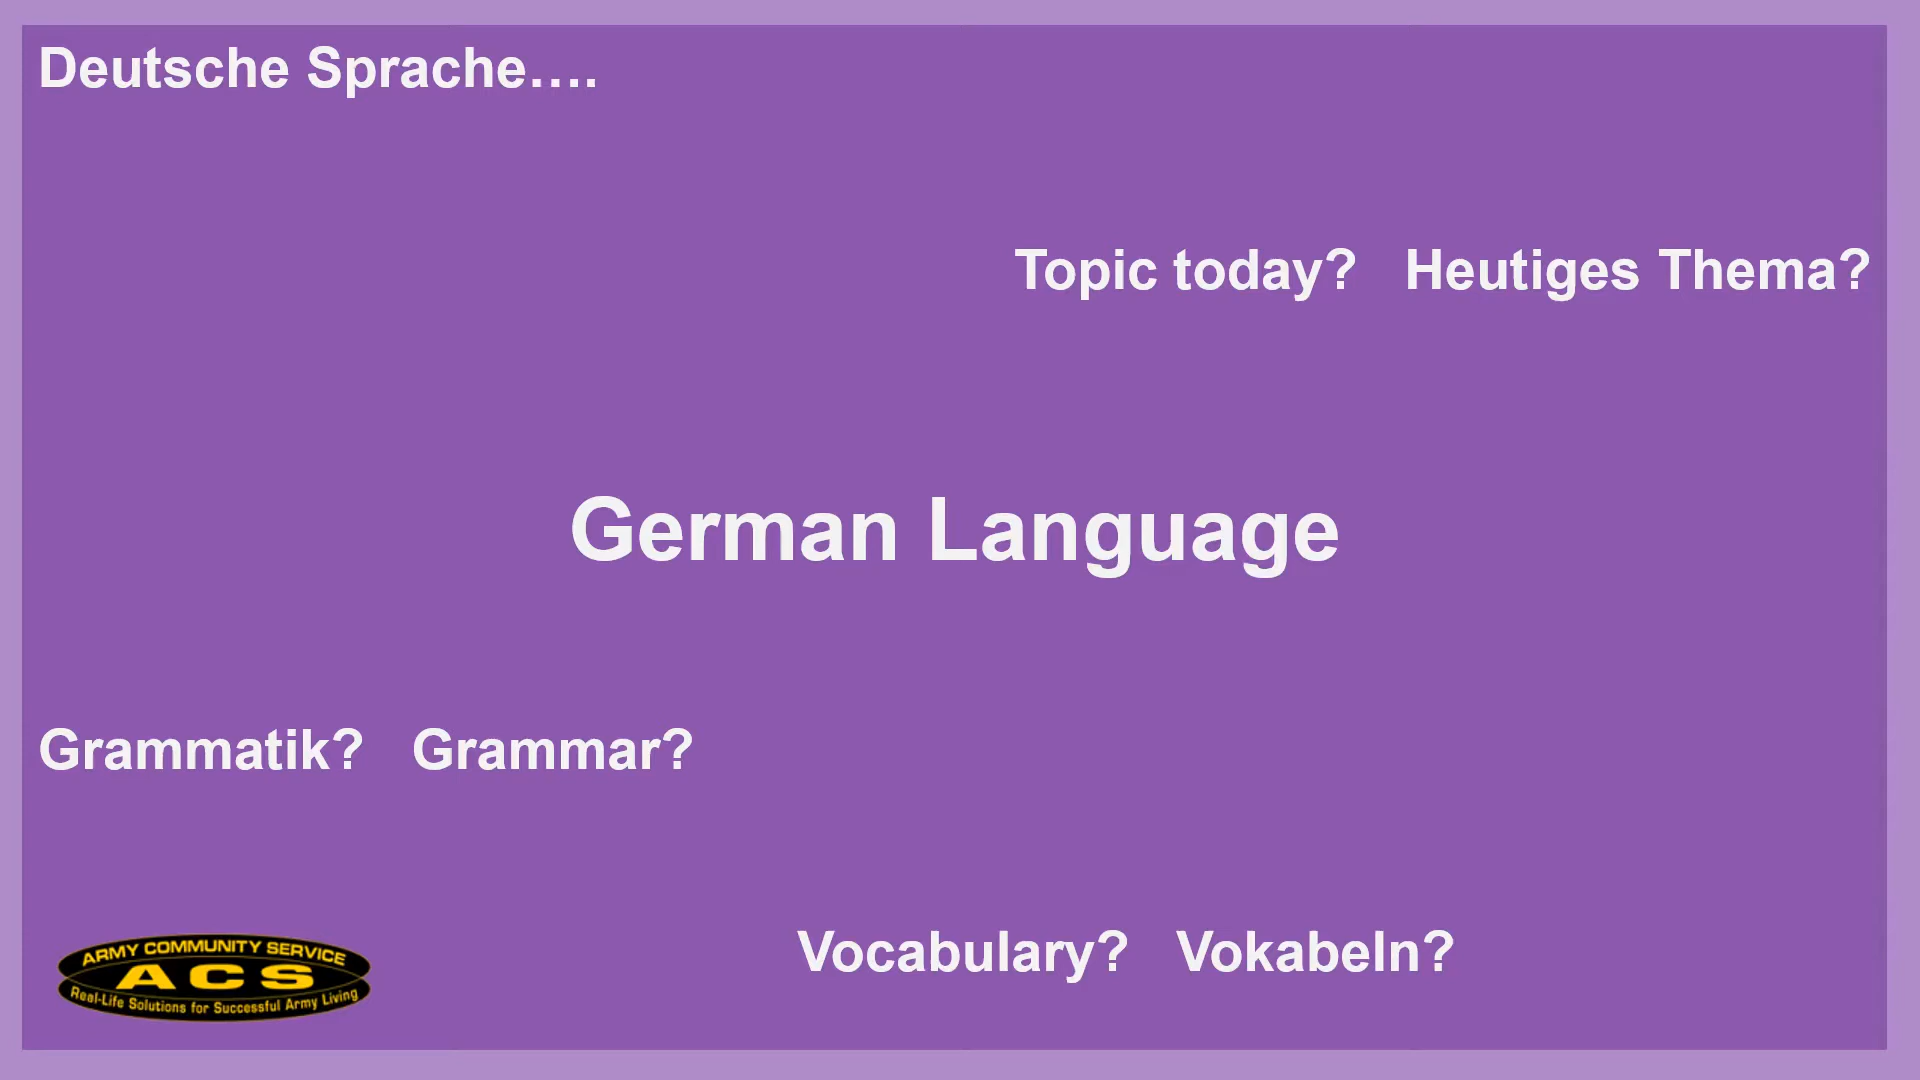 Deutsche Sprache….
Topic today?   Heutiges Thema?
German Language
Grammatik?   Grammar?
Vocabulary?   Vokabeln?
ARMY COMMUNITY SERVICE
ACS
Real-Life Solutions for Successful Army Living